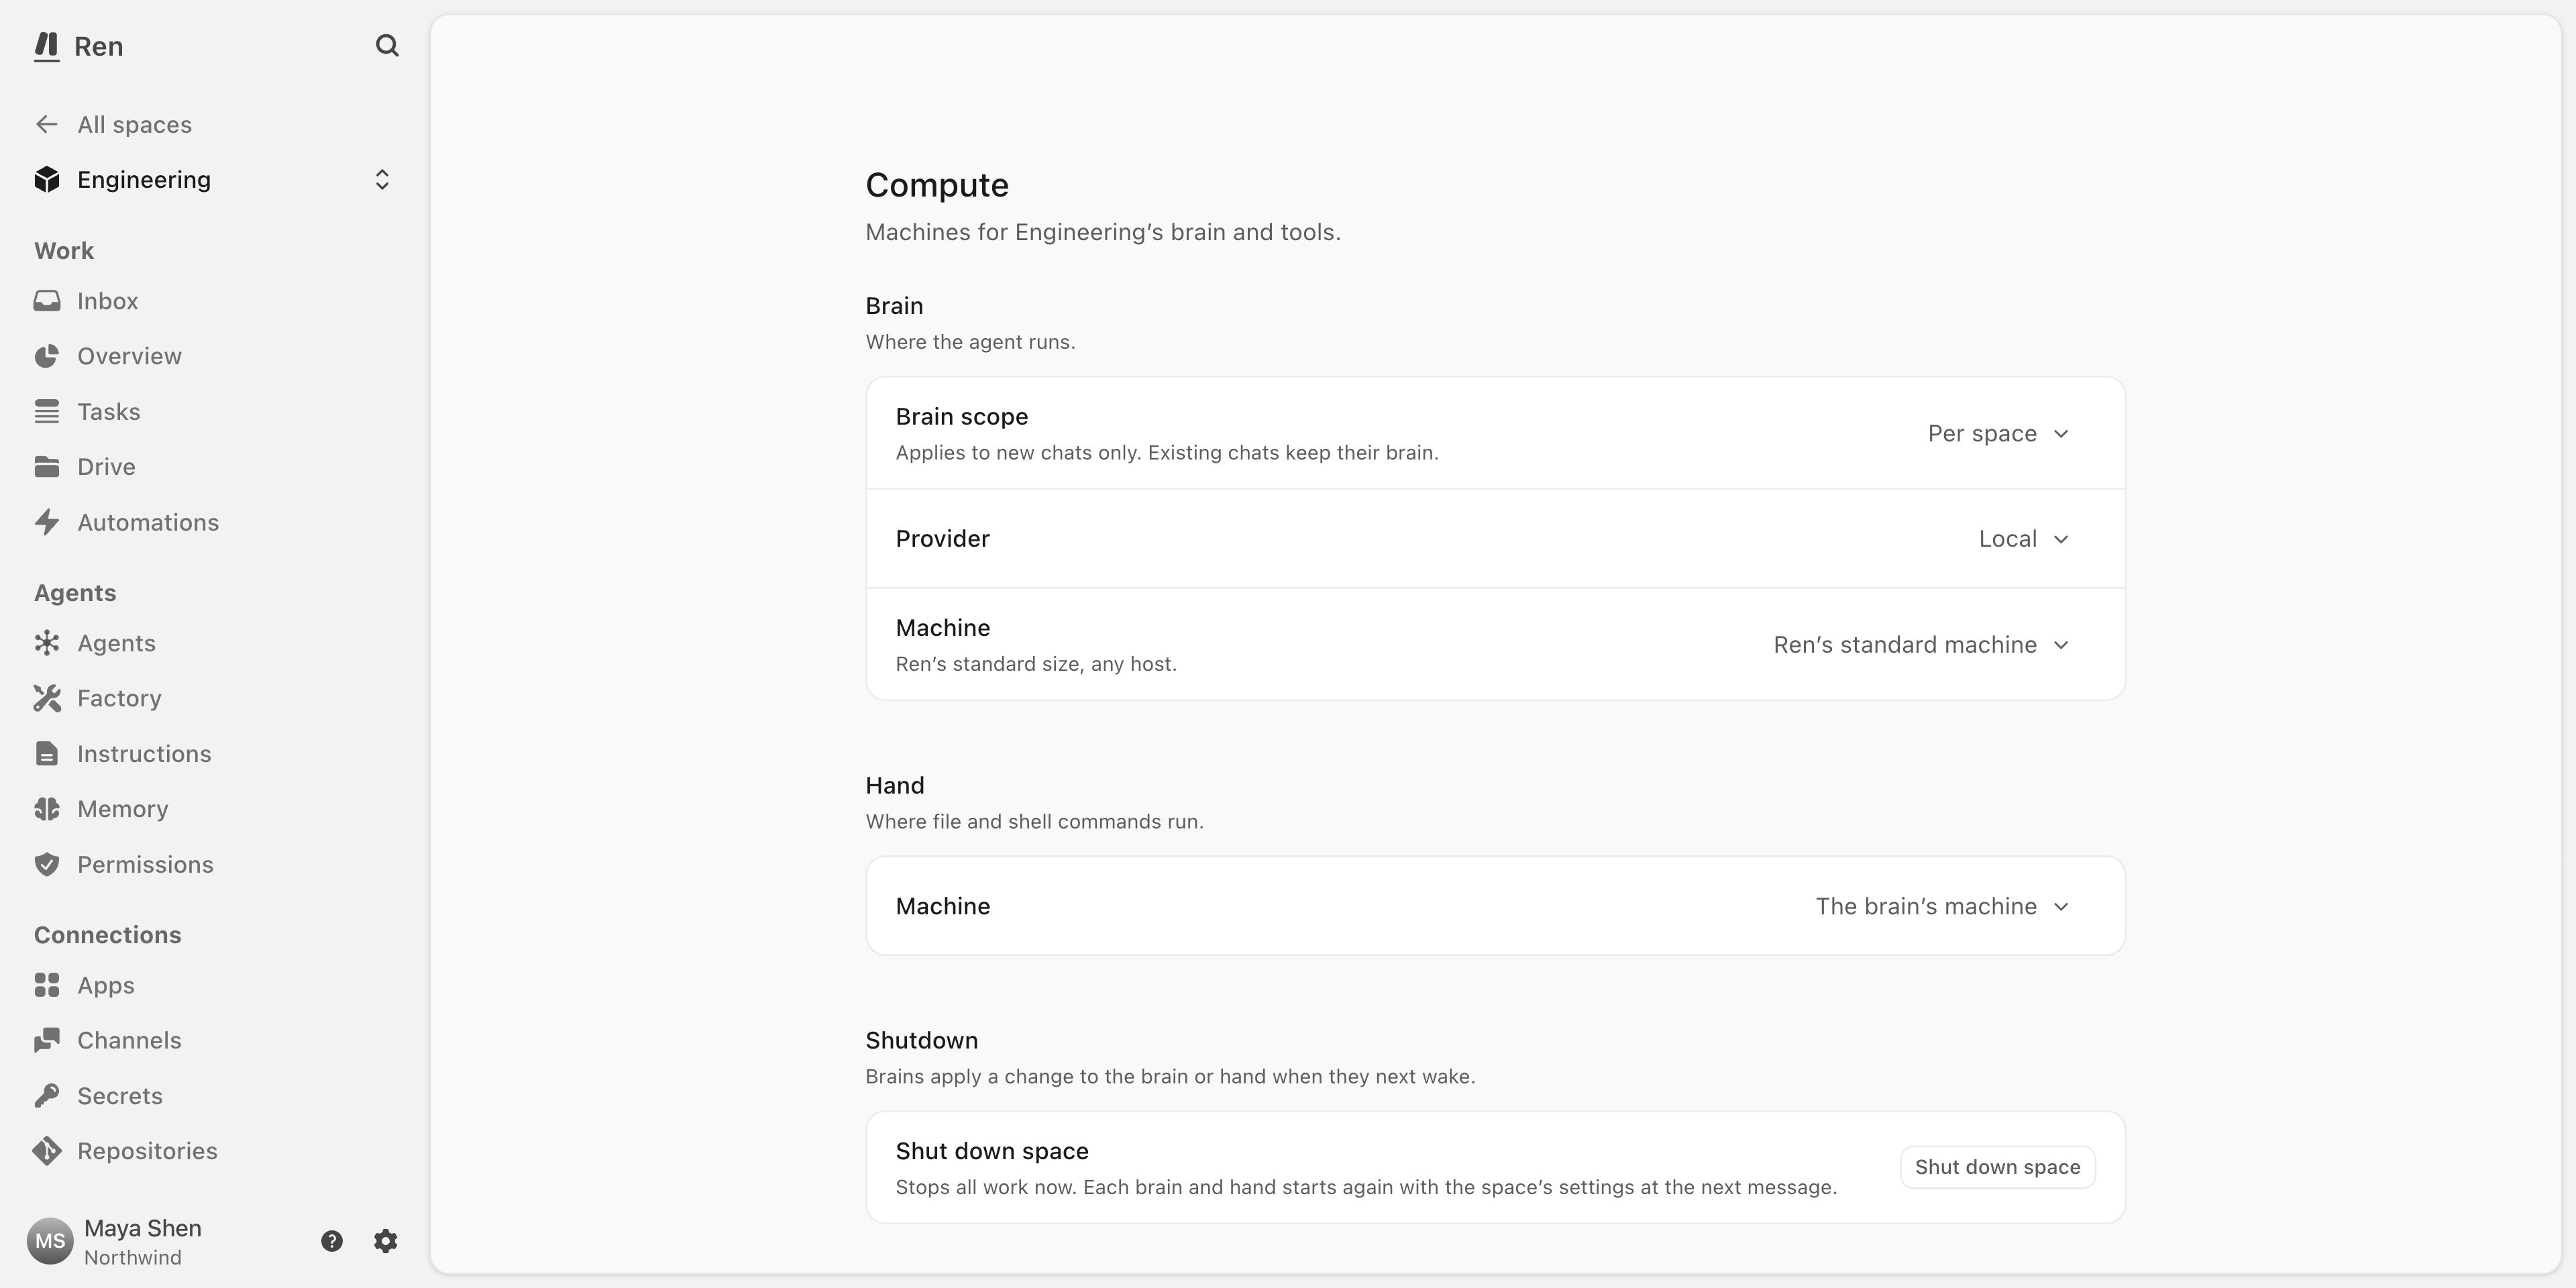 Ren
All spaces
Engineering
Work
Inbox
Overview
Tasks
Drive
Automations
Agents
Agents
Factory
Instructions
Memory
Permissions
Connections
Apps
Channels
Secrets
Repositories
MS
Maya Shen
Northwind
Compute
Machines for Engineering’s brain and tools.
Brain
Where the agent runs.
Brain scope
Applies to new chats only. Existing chats keep their brain.
Per space
Provider
Local
Machine
Ren’s standard size, any host.
Ren’s standard machine
Hand
Where file and shell commands run.
Machine
The brain’s machine
Shutdown
Brains apply a change to the brain or hand when they next wake.
Shut down space
Stops all work now. Each brain and hand starts again with the space’s settings at the next message.
Shut down space